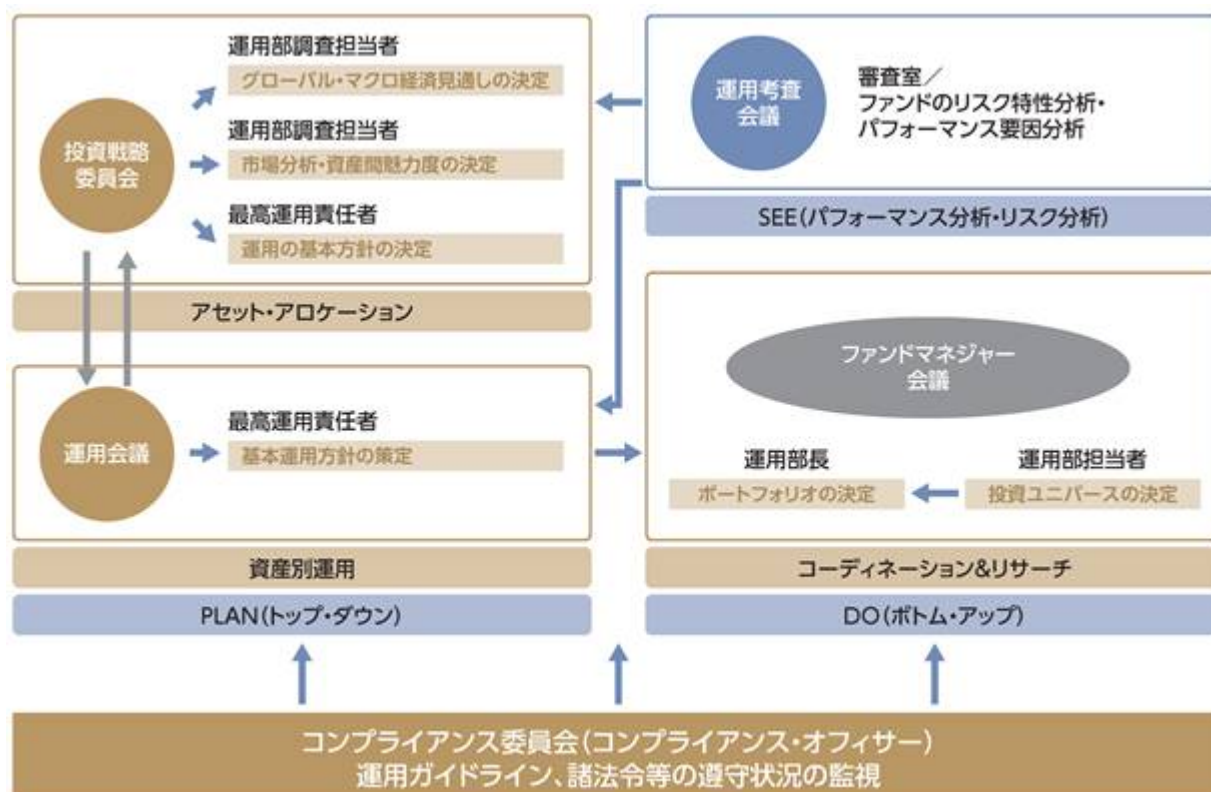 運用部調査担当者
グローバル・マクロ経済見通しの決定
投資戦略
委員会
運用部調査担当者
市場分析・資産間魅力度の決定
最高運用責任者
運用の基本方針の決定
アセット・アロケーション
運用考査
会議
審査室／
ファンドのリスク特性分析・
パフォーマンス要因分析
SEE(パフォーマンス分析・リスク分析)
運用会議
最高運用責任者
基本運用方針の策定
資産別運用
PLAN(トップ・ダウン)
ファンドマネジャー
会議
運用部長
ポートフォリオの決定
運用部担当者
投資ユニバースの決定
コーディネーション&リサーチ
DO(ボトム・アップ)
コンプライアンス委員会(コンプライアンス・オフィサー)
運用ガイドライン、諸法令等の遵守状況の監視